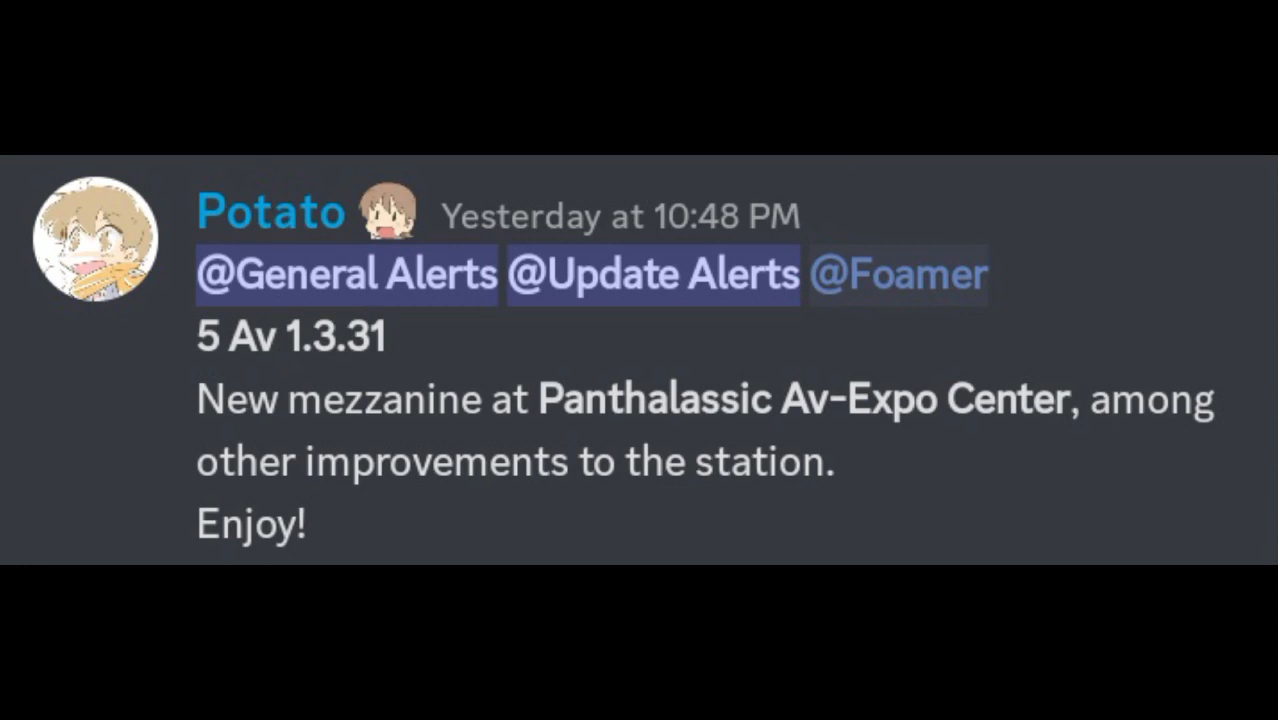 Potato Yesterday at 10:48 PM
@General Alerts @Update Alerts @Foamer
5 Av 1.3.31
New mezzanine at Panthalassic Av-Expo Center, among
other improvements to the station.
Enjoy!